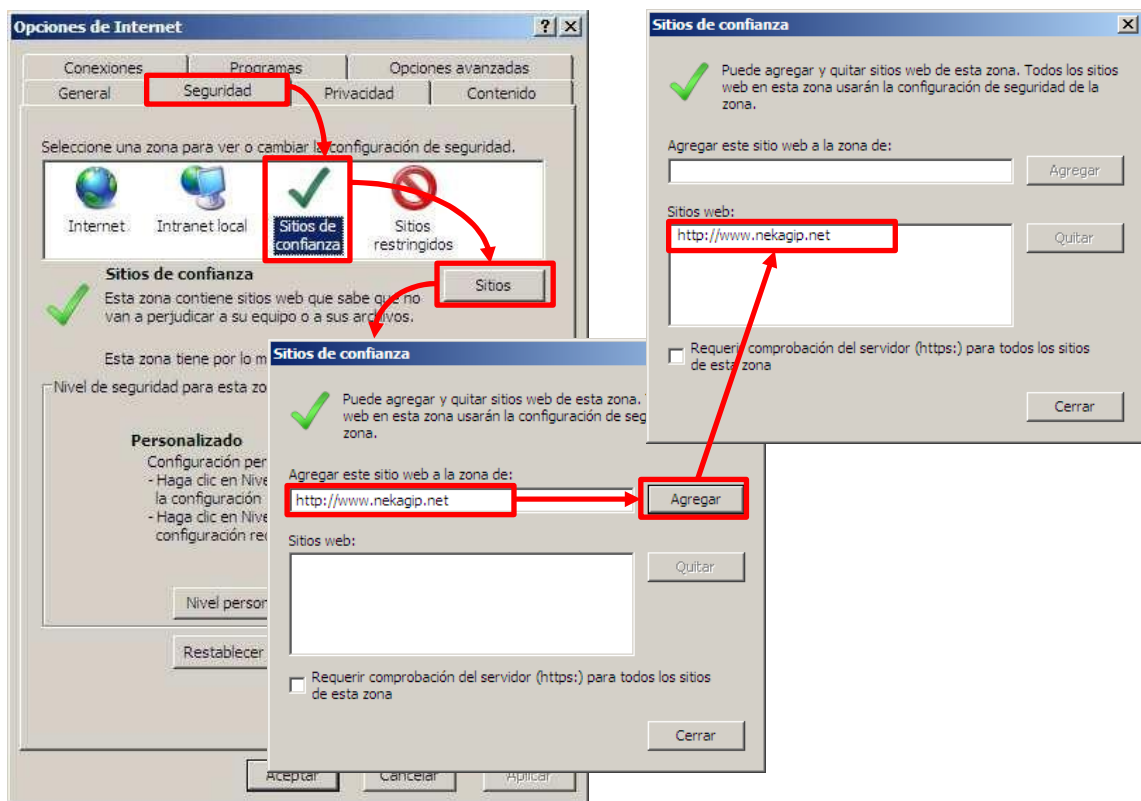 Opciones de Internet
Conexiones Programas Opciones avanzadas
General Seguridad Privacidad Contenido
Seleccione una zona para ver o cambiar la configuración de seguridad.
Internet Intranet local Sitios de confianza Sitios restringidos
Sitios de confianza
Esta zona contiene sitios web que sabe que no
van a perjudicar a su equipo o a sus archivos.
Sitios
Esta zona tiene por lo m
Nivel de seguridad para esta zo
Personalizado
Configuración per
- Haga clic en Nive
la configuración
- Haga clic en Nive
configuración re
Nivel person
Restablecer
Aceptar Cancelar Aplicar
Sitios de confianza
Puede agregar y quitar sitios web de esta zona.
web en esta zona usarán la configuración de seg
zona.
Agregar este sitio web a la zona de:
http://www.nekagip.net Agregar
Sitios web:
Quitar
Requerir comprobación del servidor (https:) para todos los sitios
de esta zona
Cerrar
Sitios de confianza
Puede agregar y quitar sitios web de esta zona. Todos los sitios
web en esta zona usarán la configuración de seguridad de la
zona.
Agregar este sitio web a la zona de:
Agregar
Sitios web:
http://www.nekagip.net Quitar
Requerir comprobación del servidor (https:) para todos los sitios
de esta zona
Cerrar